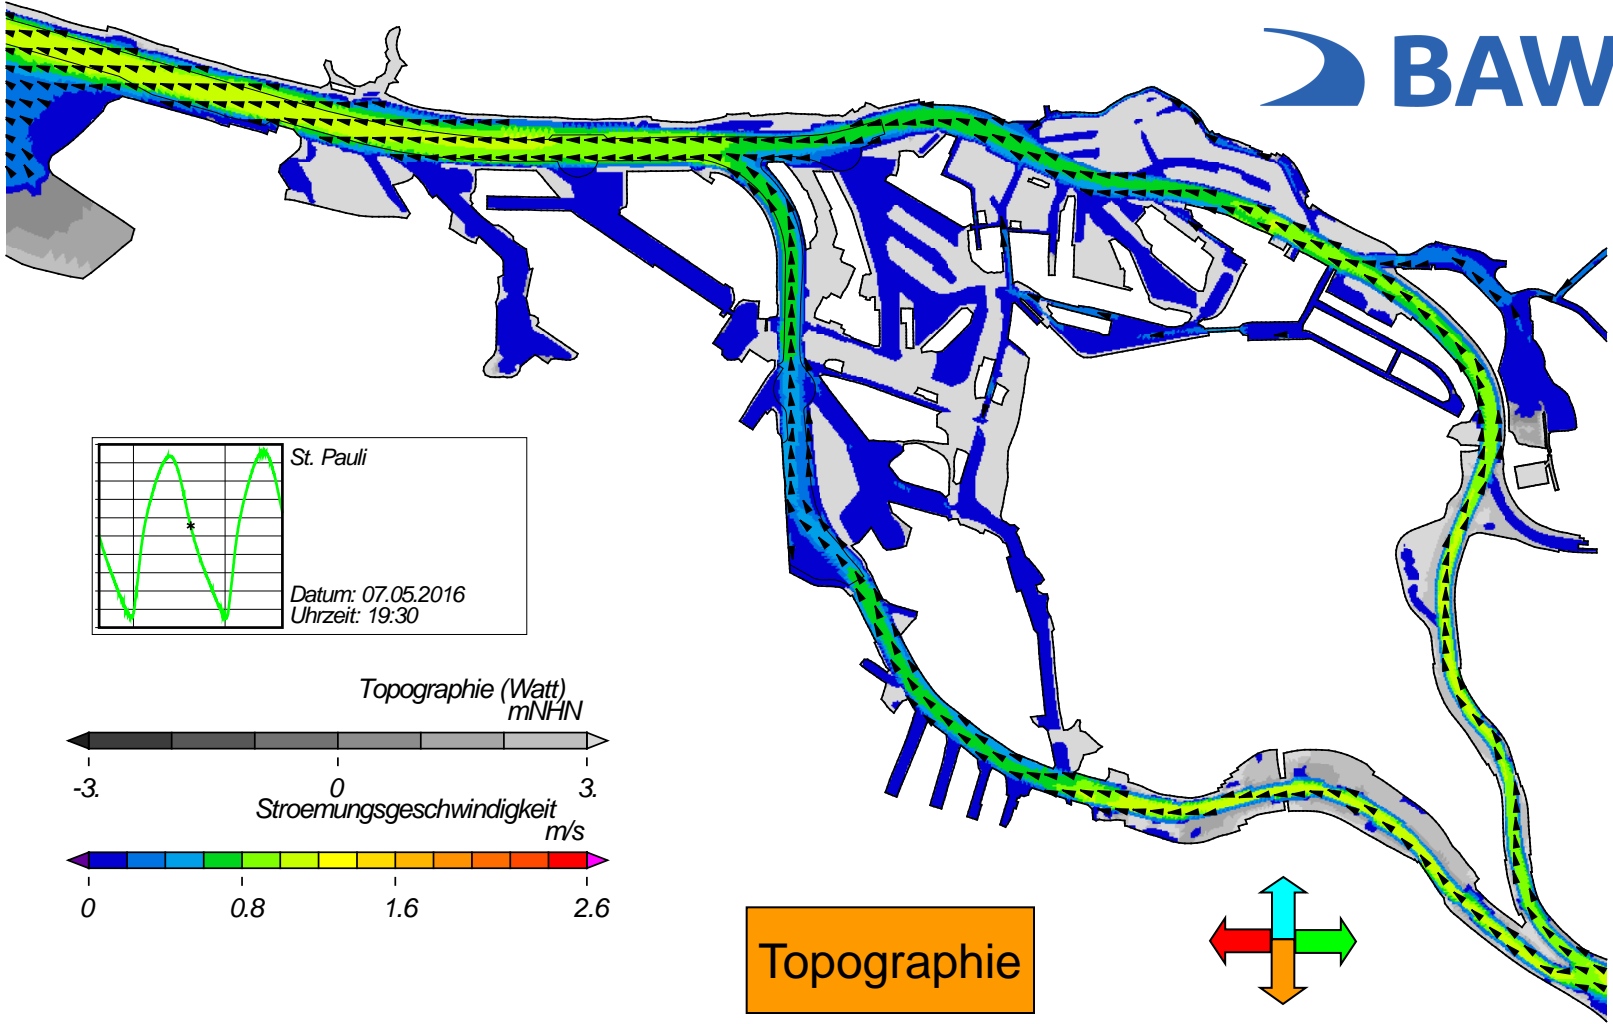 BAW
St. Pauli
Datum: 07.05.2016
Uhrzeit: 19:30
Topographie (Watt)
mNHN
-3. 0 3.
Stroemungsgeschwindigkeit
m/s
0 0.8 1.6 2.6
Topographie